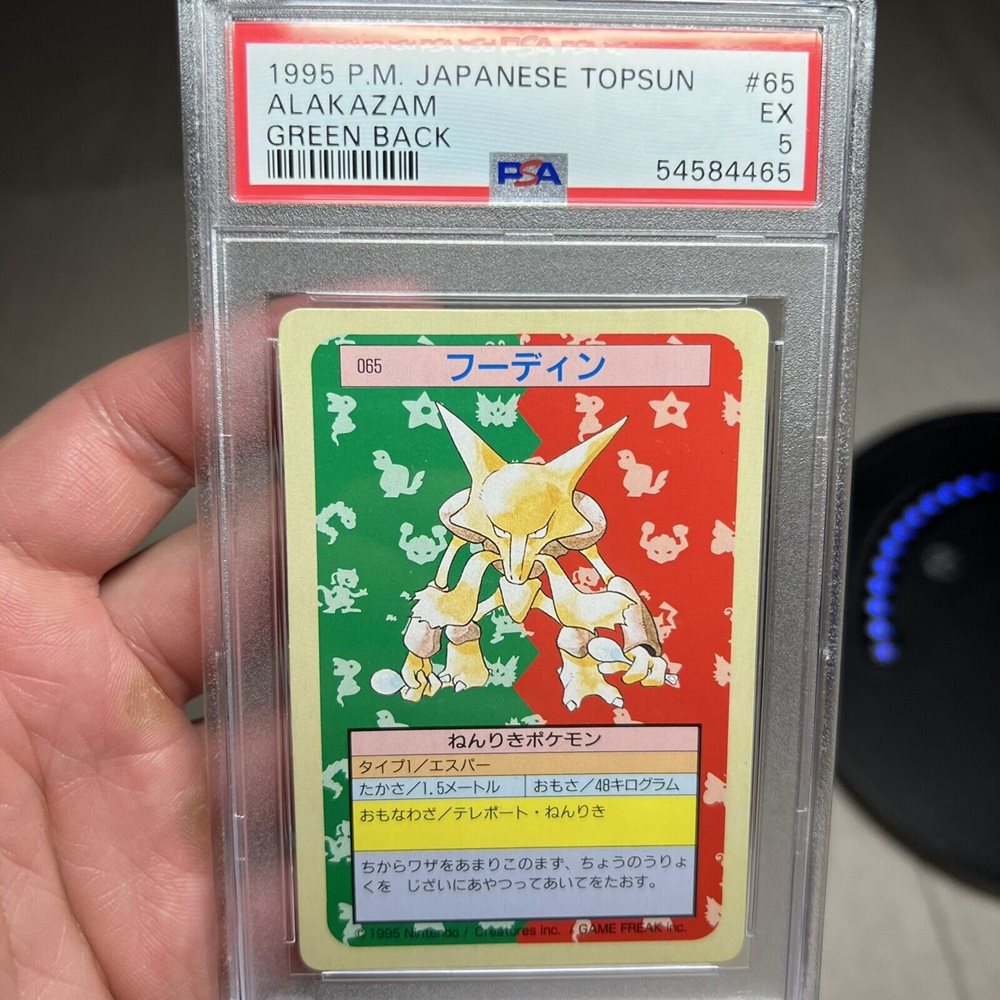 1995 P.M. JAPANESE TOPSUN #65
ALAKAZAM EX
GREEN BACK 5
PSA 54584465
065 フーディン
ねんりきポケモン
タイプ1/エスパー
たかさ/1.5メートル おもさ/48キログラム
おもなわざ/テレポート・ねんりき
ちからワザをあまりこのまず、ちょうのうりょ
くを じざいにあやつってあいてをたおす。
©1995 Nintendo / Creatures inc. / GAME FREAK inc.